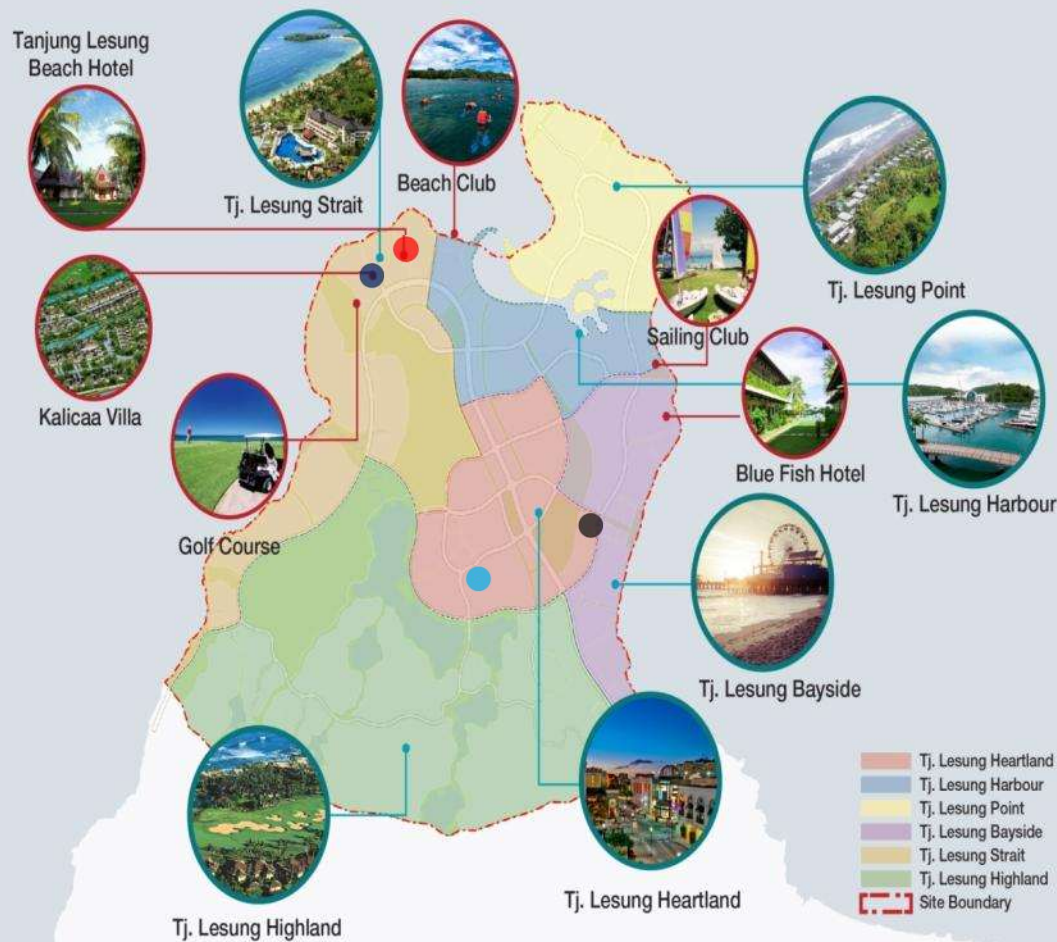 Tanjung Lesung
Beach Hotel
Tj. Lesung Strait
Beach Club
Tj. Lesung Point
Kalicaa Villa
Sailing Club
Golf Course
Blue Fish Hotel
Tj. Lesung Harbour
Tj. Lesung Bayside
Tj. Lesung Highland
Tj. Lesung Heartland
Tj. Lesung Heartland
Tj. Lesung Harbour
Tj. Lesung Point
Tj. Lesung Bayside
Tj. Lesung Strait
Tj. Lesung Highland
Site Boundary